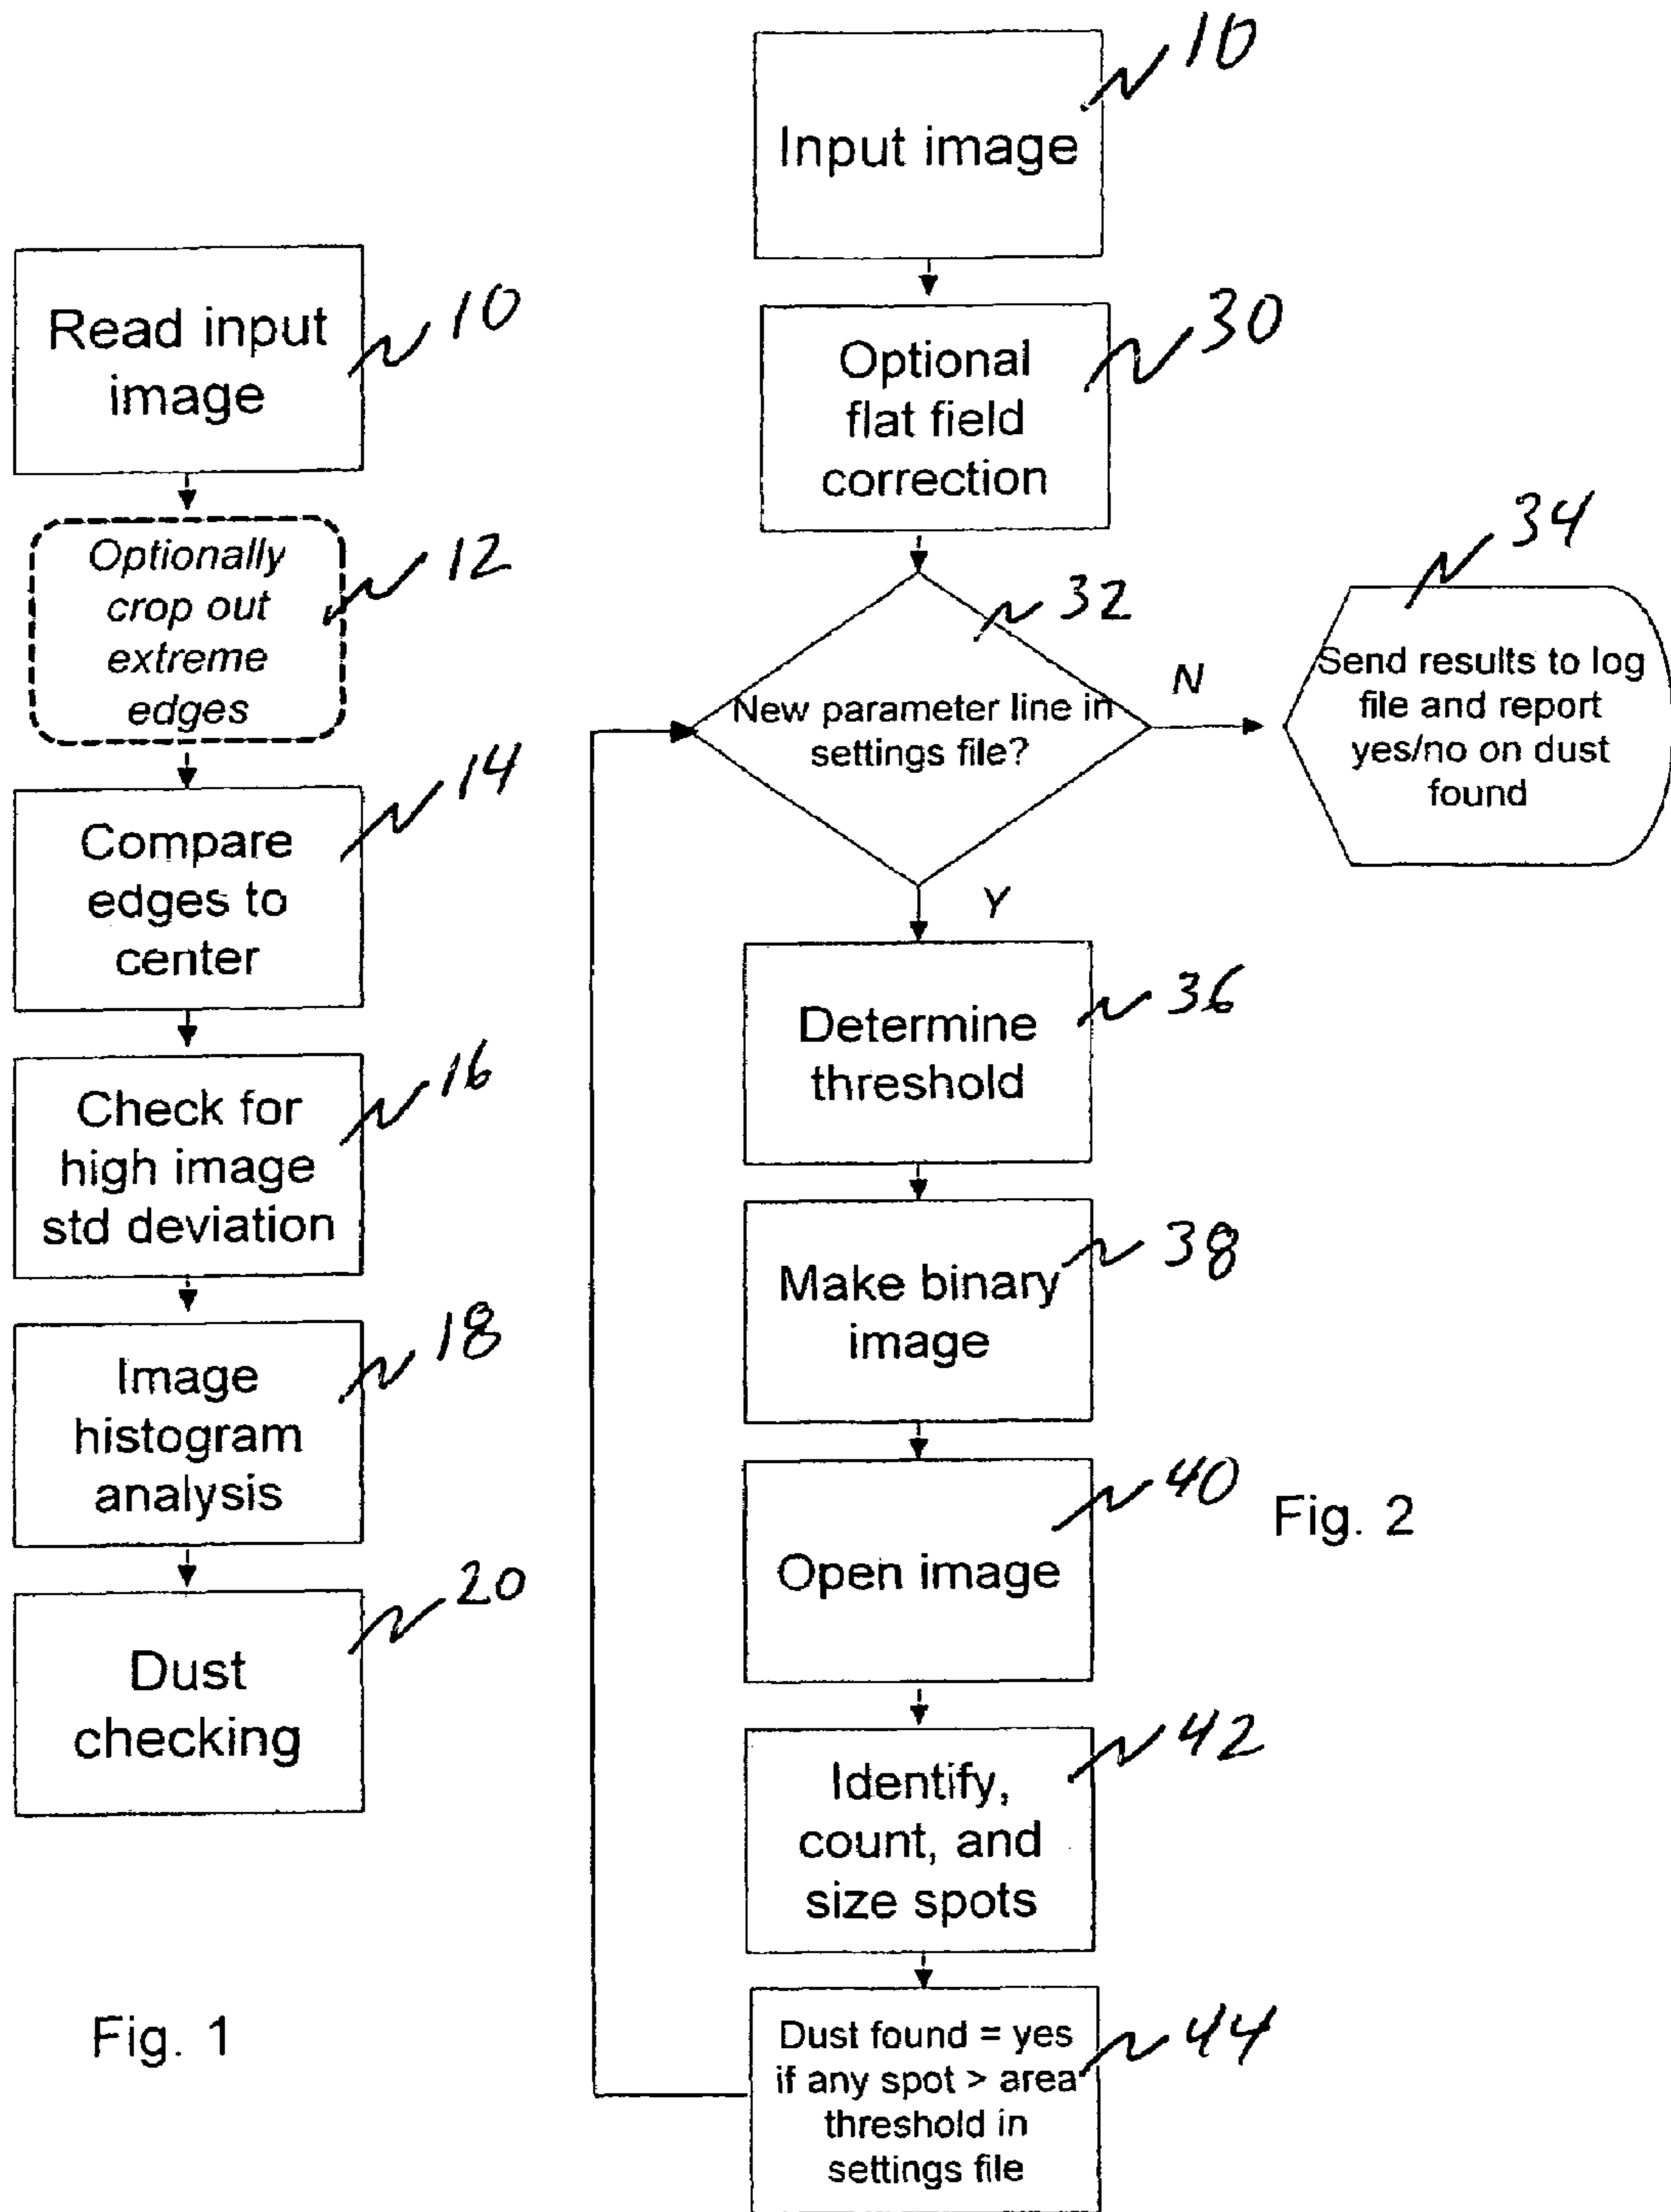 Read input
image
10
Optionally
crop out
extreme
edges
12
Compare
edges to
center
14
Check for
high image
std deviation
16
Image
histogram
analysis
18
Dust
checking
20
Fig. 1
Input image
10
Optional
flat field
correction
30
New parameter line in
settings file?
32
N
Send results to log
file and report
yes/no on dust
found
34
Y
Determine
threshold
36
Make binary
image
38
Open image
40
Identify,
count, and
size spots
42
Dust found = yes
if any spot > area
threshold in
settings file
44
Fig. 2